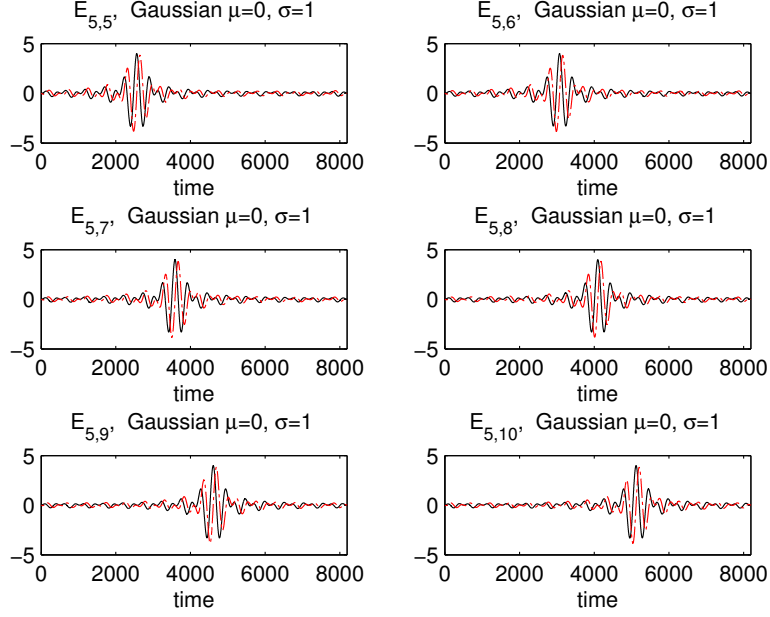 E5,5, Gaussian μ=0, σ=1
5
0
−5
0 2000 4000 6000 8000
time
E5,6, Gaussian μ=0, σ=1
5
0
−5
0 2000 4000 6000 8000
time
E5,7, Gaussian μ=0, σ=1
5
0
−5
0 2000 4000 6000 8000
time
E5,8, Gaussian μ=0, σ=1
5
0
−5
0 2000 4000 6000 8000
time
E5,9, Gaussian μ=0, σ=1
5
0
−5
0 2000 4000 6000 8000
time
E5,10, Gaussian μ=0, σ=1
5
0
−5
0 2000 4000 6000 8000
time